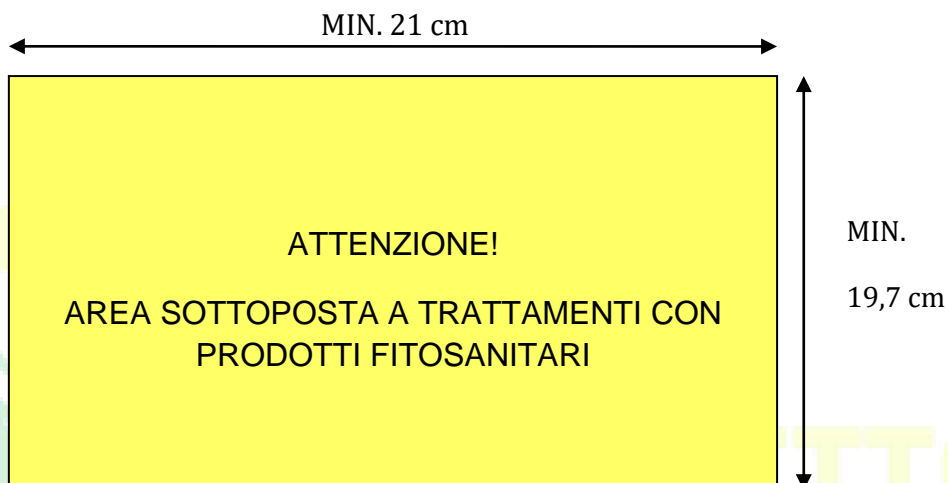 MIN. 21 cm
ATTENZIONE!
AREA SOTTOPOSTA A TRATTAMENTI CON
PRODOTTI FITOSANITARI
MIN.
19,7 cm